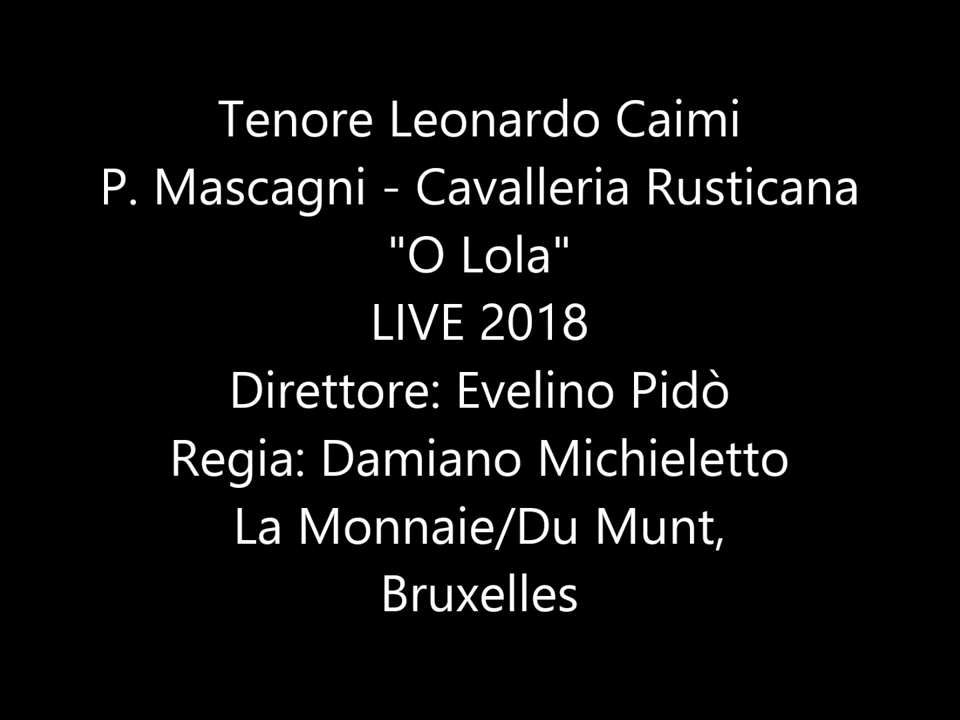 Tenore Leonardo Caimi
P. Mascagni - Cavalleria Rusticana
"O Lola"
LIVE 2018
Direttore: Evelino Pidò
Regia: Damiano Michieletto
La Monnaie/Du Munt,
Bruxelles